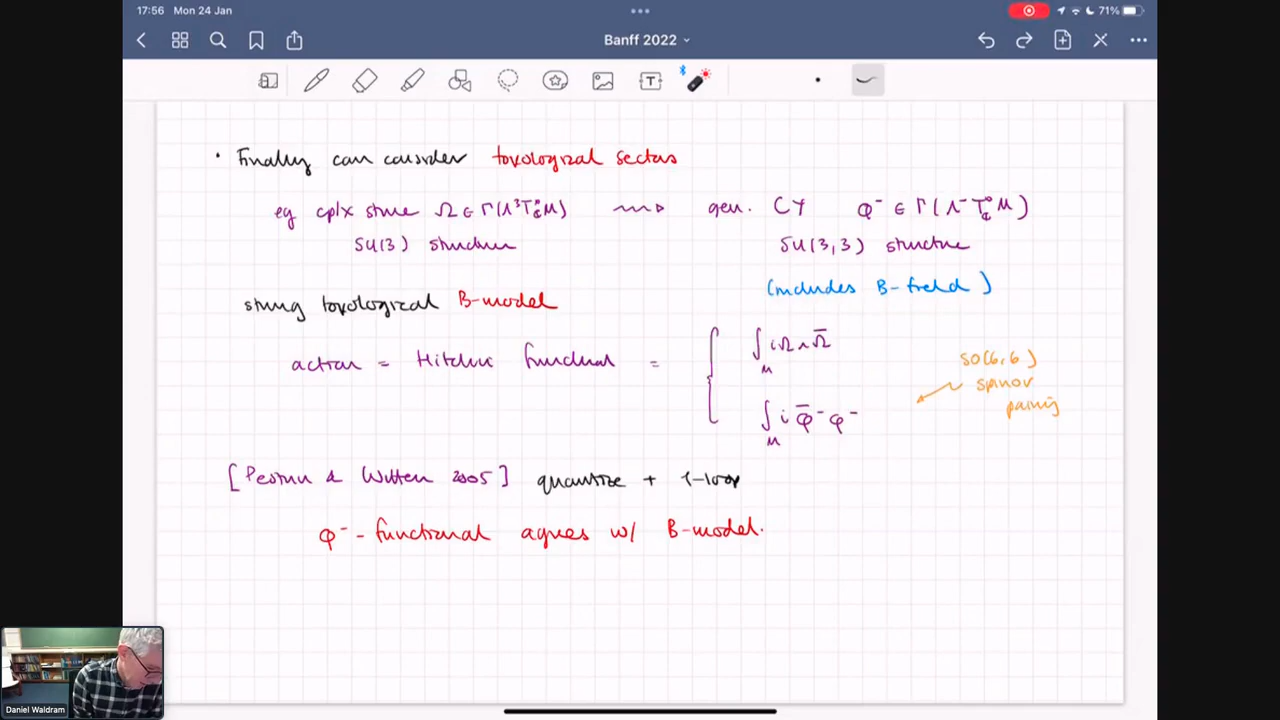 17:56 Mon 24 Jan
71%
Banff 2022
• Finally can consider topological sectors
eg cplx struc Ω ∈ Γ(Λ³T*_ℂM) ⇝ gen. CY φ⁻ ∈ Γ(Λ⁻T*_ℂM)
SU(3) structure SU(3,3) structure
(includes B-field)
string topological B-model
action = Hitchin functional = { ∫_M iΩ∧Ω̄
∫_M i φ̄⁻ φ⁻
SO(6,6)
spinor
pairing
[Pestun & Witten 2005] quantise + 1-loop
φ⁻-functional agrees w/ B-model.
Daniel Waldram